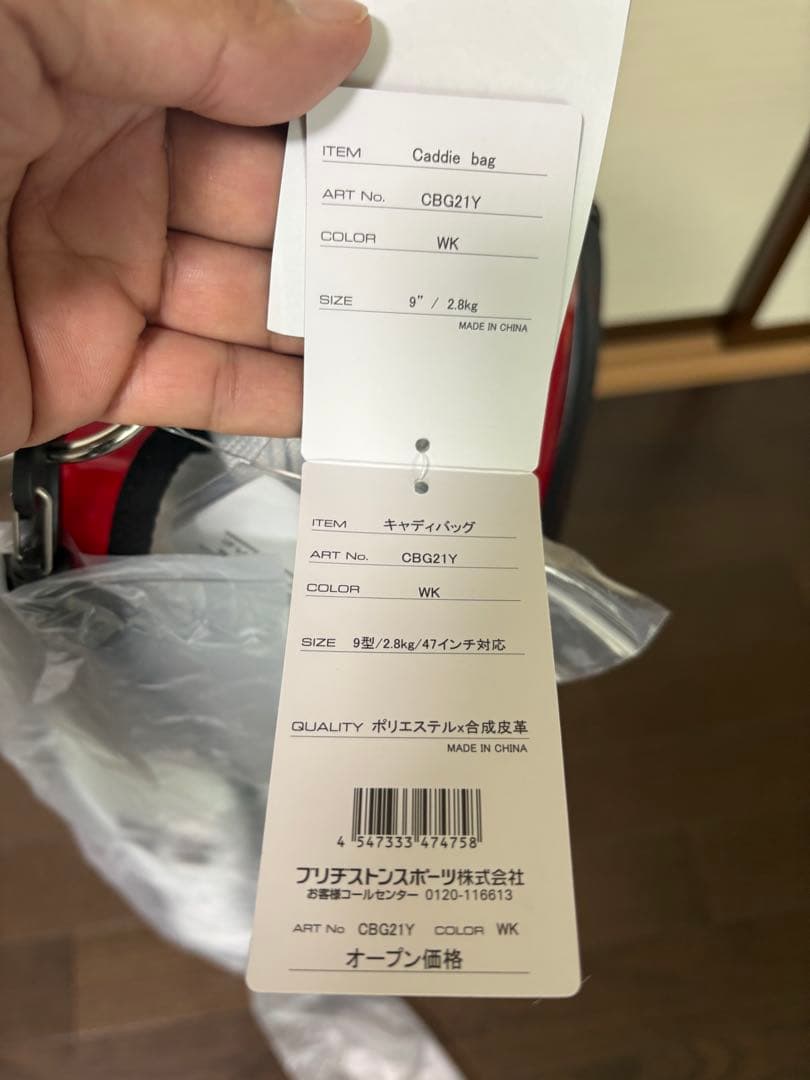 ITEM Caddie bag
ART No. CBG21Y
COLOR WK
SIZE 9” / 2.8kg
MADE IN CHINA
ITEM キャディバッグ
ART No. CBG21Y
COLOR WK
SIZE 9型/2.8kg/47インチ対応
QUALITY ポリエステルx合成皮革
MADE IN CHINA
4 547333 474758
ブリヂストンスポーツ株式会社
お客様コールセンター 0120-116613
ART No CBG21Y COLOR WK
オープン価格